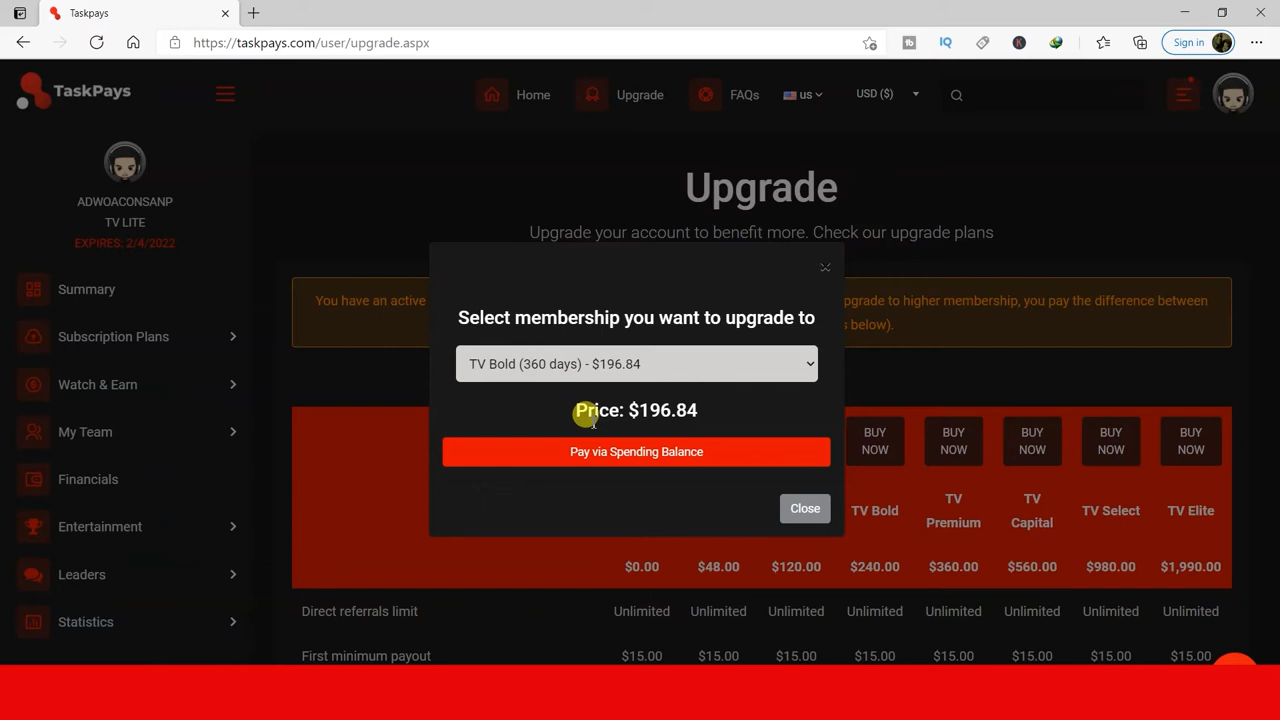 Taskpays
https://taskpays.com/user/upgrade.aspx
Sign in
TaskPays
Home
Upgrade
FAQs
us
USD ($)
ADWOACONSANP
TV LITE
EXPIRES: 2/4/2022
Summary
Subscription Plans
Watch & Earn
My Team
Financials
Entertainment
Leaders
Statistics
Upgrade
Upgrade your account to benefit more. Check our upgrade plans
You have an active
pgrade to higher membership, you pay the difference between
s below).
Select membership you want to upgrade to
TV Bold (360 days) - $196.84
Price: $196.84
Pay via Spending Balance
Close
BUY NOW BUY NOW BUY NOW BUY NOW BUY NOW
TV Bold TV Premium TV Capital TV Select TV Elite
$0.00 $48.00 $120.00 $240.00 $360.00 $560.00 $980.00 $1,990.00
Direct referrals limit Unlimited Unlimited Unlimited Unlimited Unlimited Unlimited Unlimited Unlimited
First minimum payout $15.00 $15.00 $15.00 $15.00 $15.00 $15.00 $15.00 $15.00